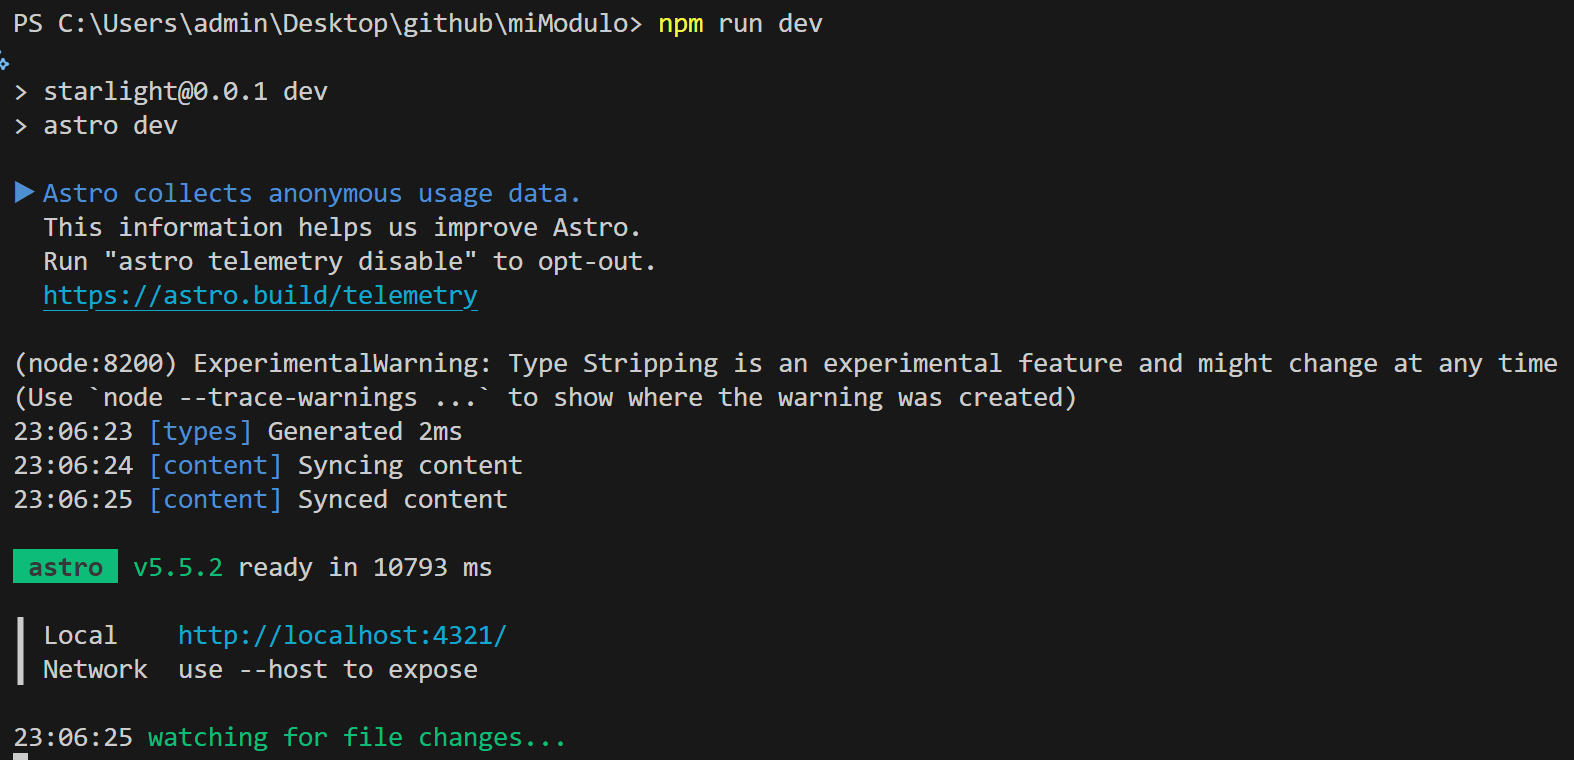 PS C:\Users\admin\Desktop\github\miModulo> npm run dev
> starlight@0.0.1 dev
> astro dev
▶ Astro collects anonymous usage data.
This information helps us improve Astro.
Run "astro telemetry disable" to opt-out.
https://astro.build/telemetry
(node:8200) ExperimentalWarning: Type Stripping is an experimental feature and might change at any time
(Use `node --trace-warnings ...` to show where the warning was created)
23:06:23 [types] Generated 2ms
23:06:24 [content] Syncing content
23:06:25 [content] Synced content
astro v5.5.2 ready in 10793 ms
Local http://localhost:4321/
Network use --host to expose
23:06:25 watching for file changes...